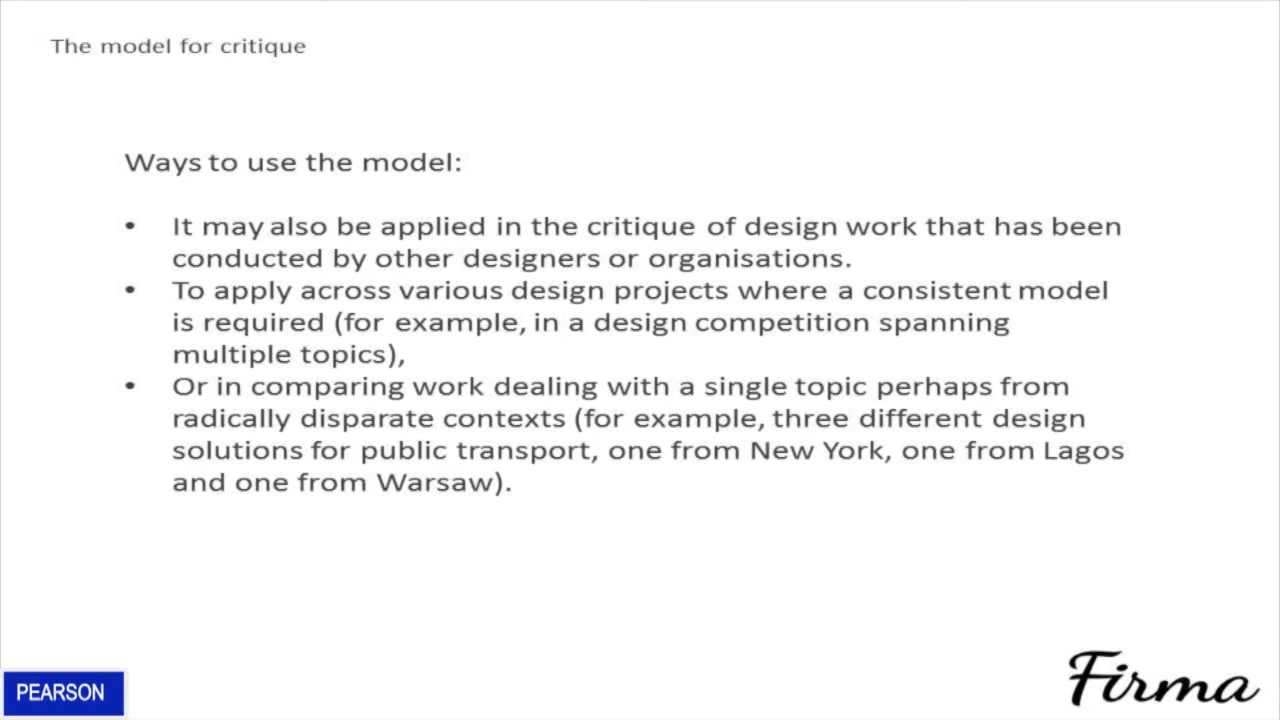 The model for critique
Ways to use the model:
• It may also be applied in the critique of design work that has been
conducted by other designers or organisations.
• To apply across various design projects where a consistent model
is required (for example, in a design competition spanning
multiple topics),
• Or in comparing work dealing with a single topic perhaps from
radically disparate contexts (for example, three different design
solutions for public transport, one from New York, one from Lagos
and one from Warsaw).
PEARSON
Firma